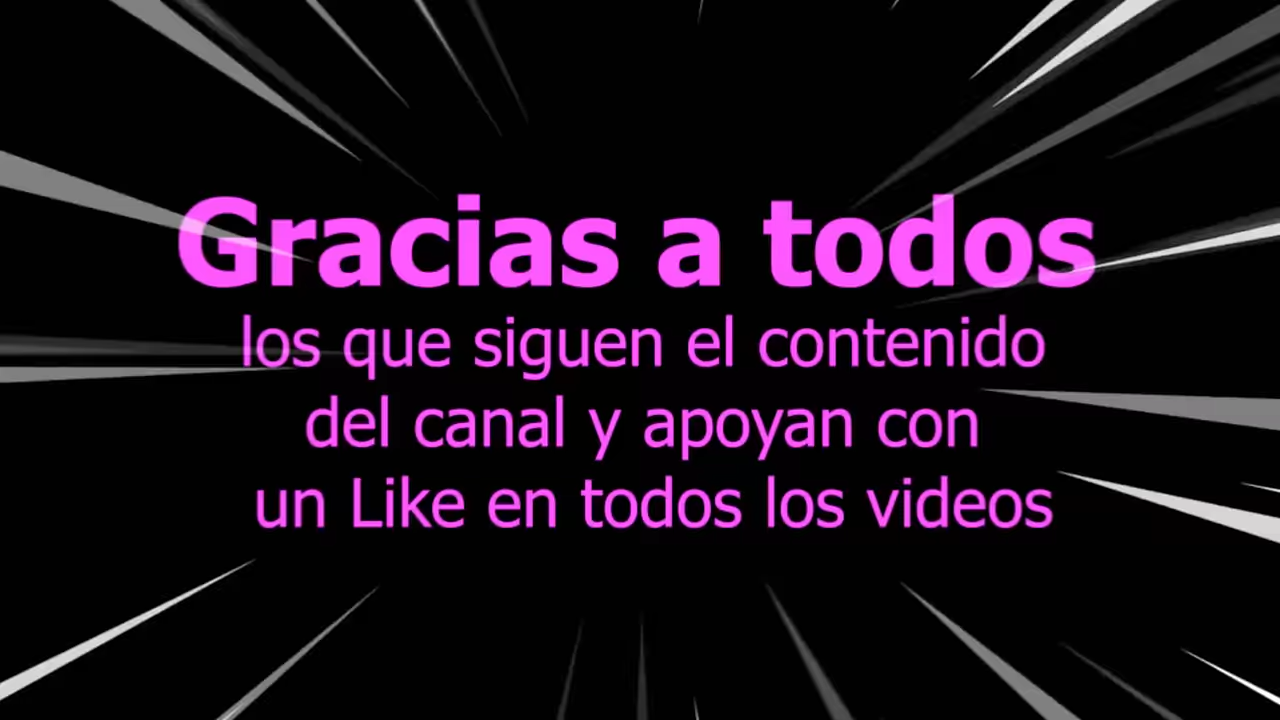 Gracias a todos
los que siguen el contenido
del canal y apoyan con
un Like en todos los videos